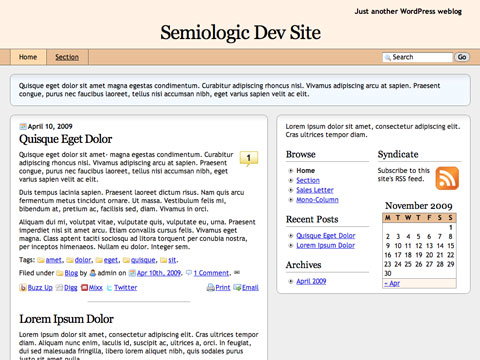 Just another WordPress weblog
Semiologic Dev Site
Home Section Search Go
Quisque eget dolor sit amet magna egestas condimentum. Curabitur adipiscing rhoncus nisl. Vivamus adipiscing arcu at sapien. Praesent
congue, purus nec faucibus laoreet, tellus nisi accumsan nibh, eget varius sapien velit ac elit.
April 10, 2009
Quisque Eget Dolor
1
Quisque eget dolor sit amet- magna egestas condimentum. Curabitur
adipiscing rhoncus nisl. Vivamus adipiscing arcu at sapien. Praesent
congue, purus nec faucibus laoreet, tellus nisi accumsan nibh, eget
varius sapien velit ac elit.
Duis tempus lacinia sapien. Praesent laoreet dictum risus. Nam quis arcu
fermentum metus tincidunt ornare. Ut massa. Vestibulum felis mi,
bibendum at, pretium ac, facilisis sed, diam. Vivamus in orci.
Aliquam dui mi, volutpat vitae, vulputate quis, vulputate eu, urna. Praesent
imperdiet nisi sit amet arcu. Etiam convallis cursus felis. Vivamus eget
magna. Class aptent taciti sociosqu ad litora torquent per conubia nostra,
per inceptos himenaeos. Nullam eu dolor. Integer sem.
Tags: amet, dolor, eget, quisque, sit.
Filed under Blog by admin on Apr 10th, 2009. 1 Comment.
Buzz Up Digg Mixx Twitter Print Email
Lorem Ipsum Dolor
Lorem ipsum dolor sit amet, consectetur adipiscing elit. Cras ultrices
tempor diam. Aliquam nunc enim, iaculis id, suscipit ac, ultrices a, orci. In feugiat,
dui id malesuada fringilla, libero lorem aliquet nibh, quis sodales purus
justo sit amet nulla.
Lorem ipsum dolor sit amet, consectetur adipiscing elit.
Cras ultrices tempor diam.
Browse
Home
Section
Sales Letter
Mono-Column
Recent Posts
Quisque Eget Dolor
Lorem Ipsum Dolor
Archives
April 2009
Syndicate
Subscribe to this
site's RSS feed.
November 2009
M T W T F S S
1
2 3 4 5 6 7 8
9 10 11 12 13 14 15
16 17 18 19 20 21 22
23 24 25 26 27 28 29
30
« Apr